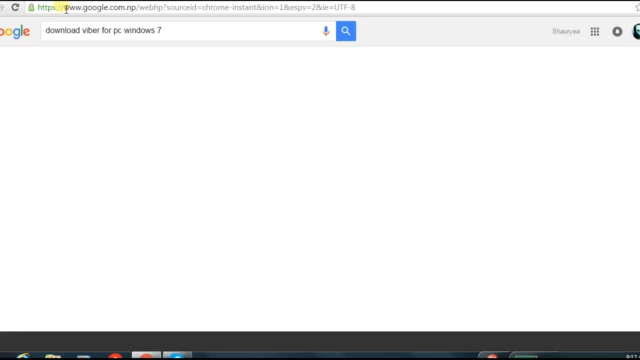 https://www.google.com.np/webhp?sourceid=chrome-instant&ion=1&espv=2&ie=UTF-8
oogle download viber for pc windows 7 Shauryea